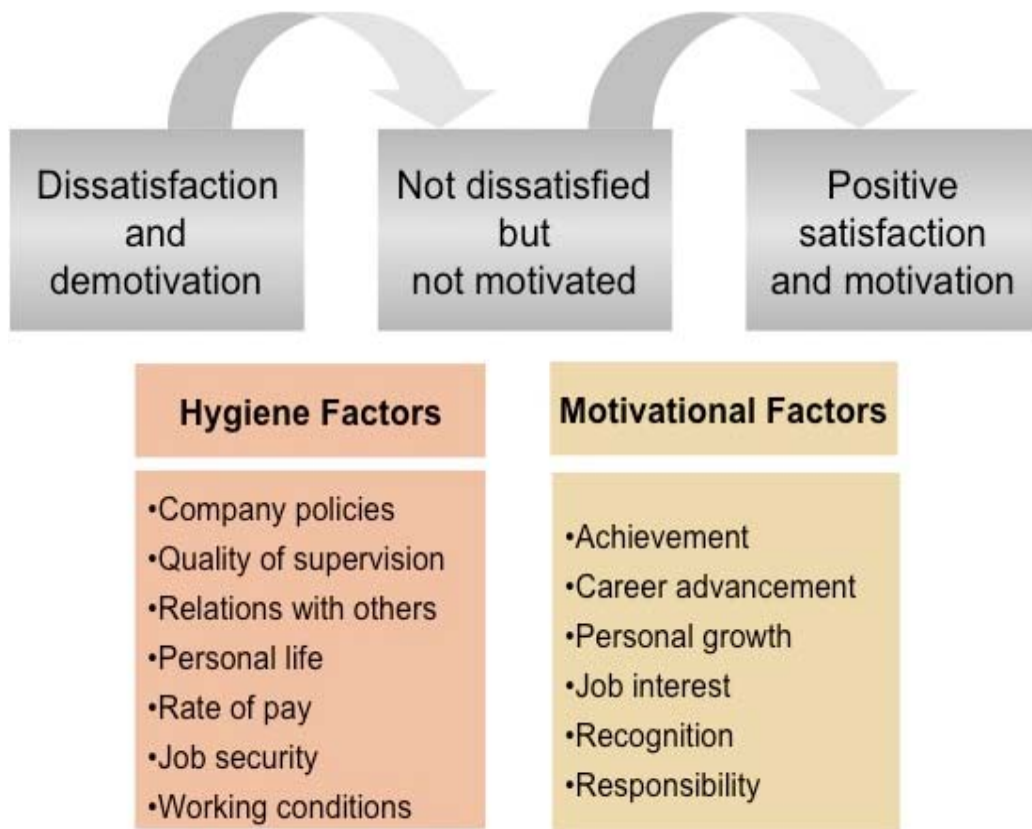 Dissatisfaction
and
demotivation
Not dissatisfied
but
not motivated
Positive
satisfaction
and motivation
Hygiene Factors
•Company policies
•Quality of supervision
•Relations with others
•Personal life
•Rate of pay
•Job security
•Working conditions
Motivational Factors
•Achievement
•Career advancement
•Personal growth
•Job interest
•Recognition
•Responsibility